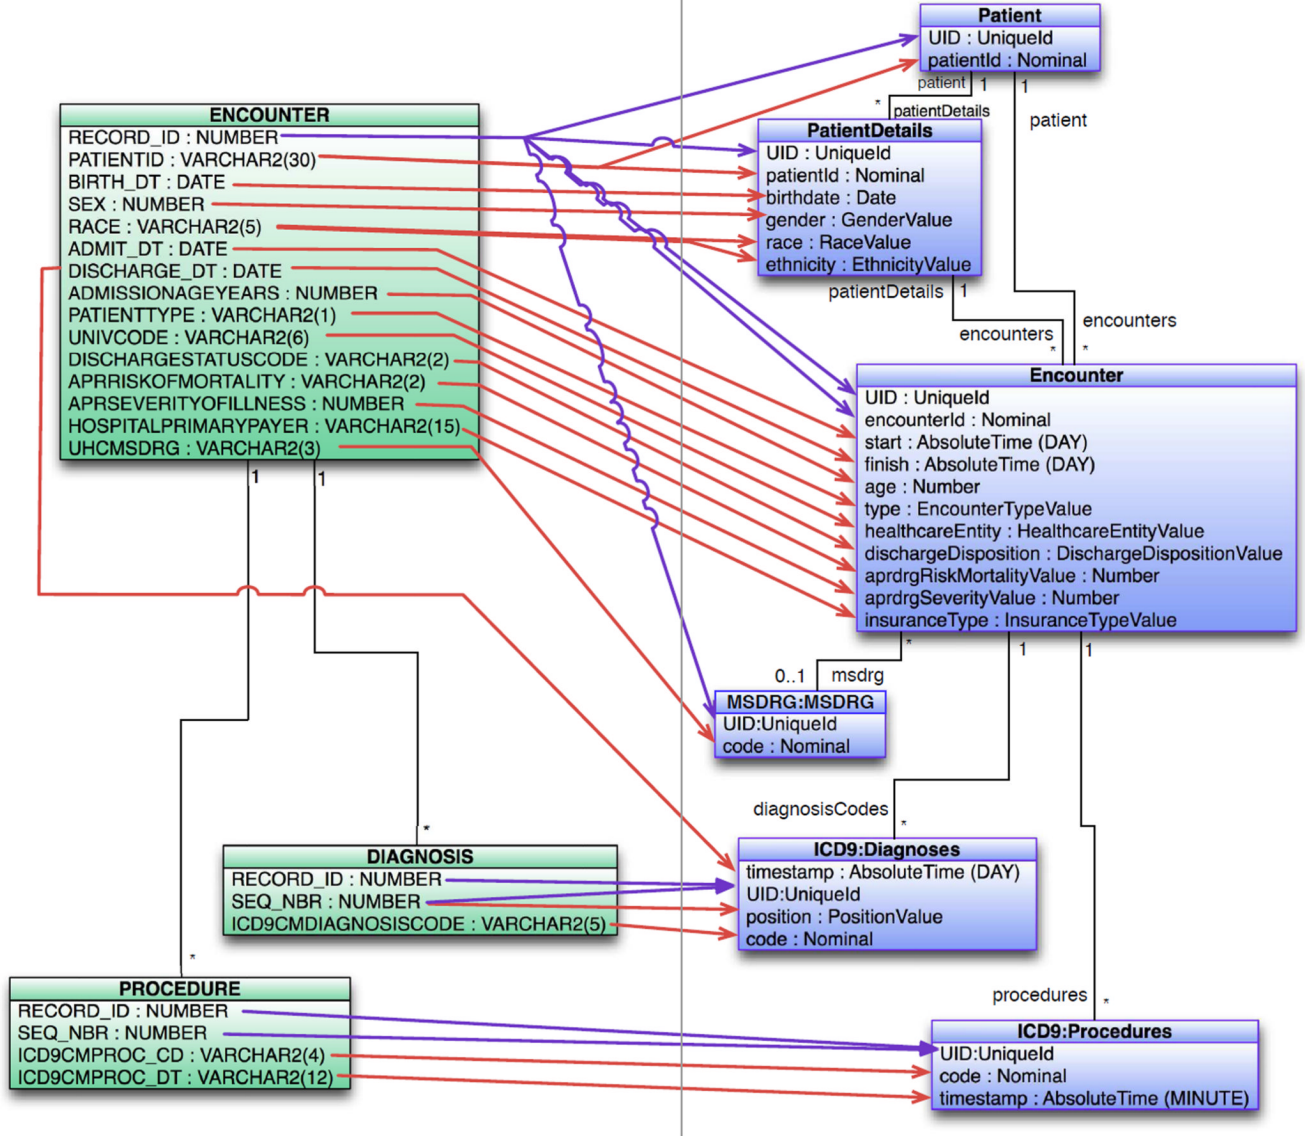 Patient
UID : UniqueId
patientId : Nominal
patient 1
1
* patientDetails
patient
ENCOUNTER
RECORD_ID : NUMBER
PATIENTID : VARCHAR2(30)
BIRTH_DT : DATE
SEX : NUMBER
RACE : VARCHAR2(5)
ADMIT_DT : DATE
DISCHARGE_DT : DATE
ADMISSIONAGEYEARS : NUMBER
PATIENTTYPE : VARCHAR2(1)
UNIVCODE : VARCHAR2(6)
DISCHARGESTATUSCODE : VARCHAR2(2)
APRRISKOFMORTALITY : VARCHAR2(2)
APRSEVERITYOFILLNESS : NUMBER
HOSPITALPRIMARYPAYER : VARCHAR2(15)
UHCMSDRG : VARCHAR2(3)
1
1
PatientDetails
UID : UniqueId
patientId : Nominal
birthdate : Date
gender : GenderValue
race : RaceValue
ethnicity : EthnicityValue
patientDetails 1
encounters
*
encounters
*
Encounter
UID : UniqueId
encounterId : Nominal
start : AbsoluteTime (DAY)
finish : AbsoluteTime (DAY)
age : Number
type : EncounterTypeValue
healthcareEntity : HealthcareEntityValue
dischargeDisposition : DischargeDispositionValue
aprdrgRiskMortalityValue : Number
aprdrgSeverityValue : Number
insuranceType : InsuranceTypeValue
*
1
1
0..1 msdrg
MSDRG:MSDRG
UID:UniqueId
code : Nominal
diagnosisCodes
*
*
DIAGNOSIS
RECORD_ID : NUMBER
SEQ_NBR : NUMBER
ICD9CMDIAGNOSISCODE : VARCHAR2(5)
ICD9:Diagnoses
timestamp : AbsoluteTime (DAY)
UID:UniqueId
position : PositionValue
code : Nominal
*
PROCEDURE
RECORD_ID : NUMBER
SEQ_NBR : NUMBER
ICD9CMPROC_CD : VARCHAR2(4)
ICD9CMPROC_DT : VARCHAR2(12)
procedures *
ICD9:Procedures
UID:UniqueId
code : Nominal
timestamp : AbsoluteTime (MINUTE)